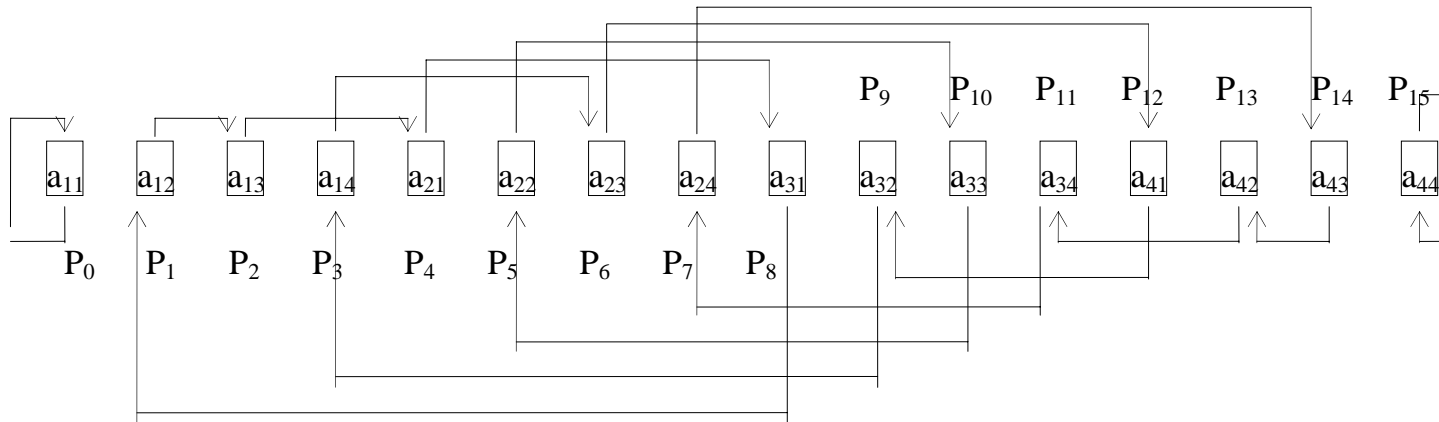 P₉ P₁₀ P₁₁ P₁₂ P₁₃ P₁₄ P₁₅
a₁₁ a₁₂ a₁₃ a₁₄ a₂₁ a₂₂ a₂₃ a₂₄ a₃₁ a₃₂ a₃₃ a₃₄ a₄₁ a₄₂ a₄₃ a₄₄
P₀ P₁ P₂ P₃ P₄ P₅ P₆ P₇ P₈